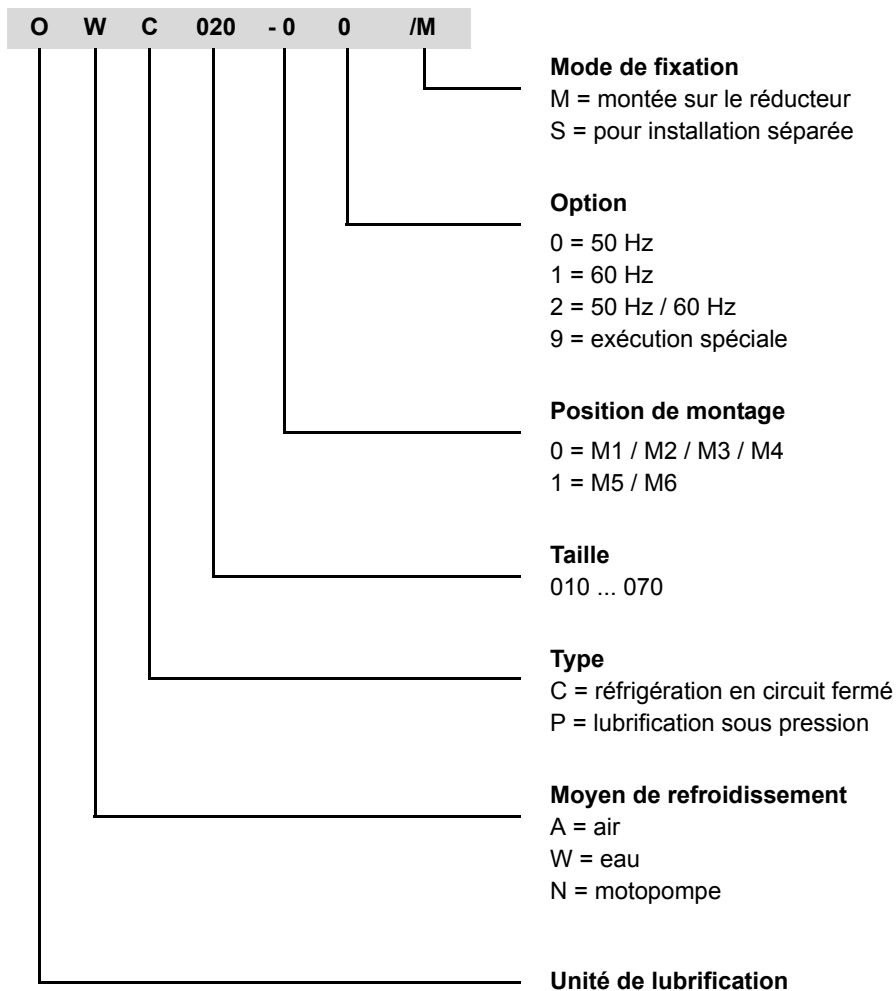 O W C 020 - 0 0 /M
Mode de fixation
M = montée sur le réducteur
S = pour installation séparée
Option
0 = 50 Hz
1 = 60 Hz
2 = 50 Hz / 60 Hz
9 = exécution spéciale
Position de montage
0 = M1 / M2 / M3 / M4
1 = M5 / M6
Taille
010 ... 070
Type
C = réfrigération en circuit fermé
P = lubrification sous pression
Moyen de refroidissement
A = air
W = eau
N = motopompe
Unité de lubrification